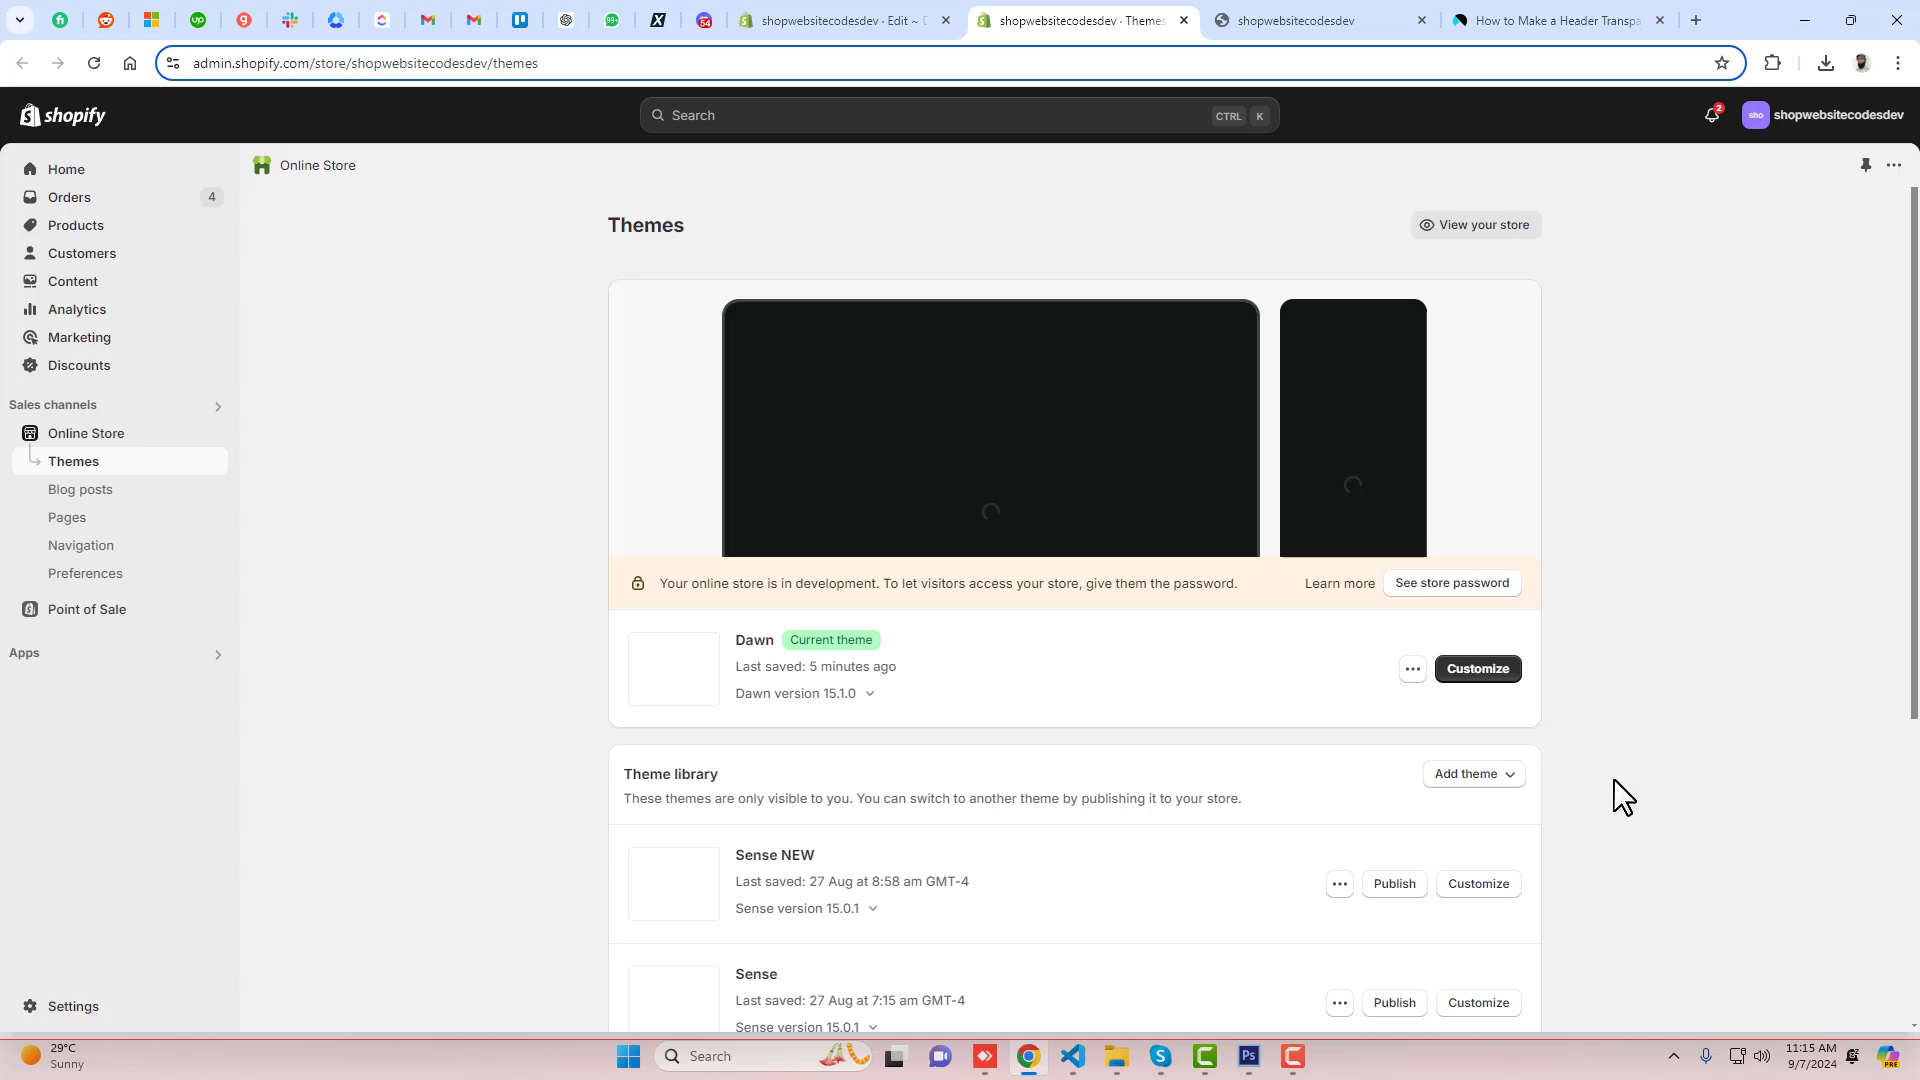 shopwebsitecodesdev · Edit ~ D
shopwebsitecodesdev · Themes
shopwebsitecodesdev
How to Make a Header Transpa
admin.shopify.com/store/shopwebsitecodesdev/themes
shopify
Search
CTRL K
2
sho
shopwebsitecodesdev
Home
Orders
4
Products
Customers
Content
Analytics
Marketing
Discounts
Sales channels
Online Store
Themes
Blog posts
Pages
Navigation
Preferences
Point of Sale
Apps
Settings
Online Store
Themes
View your store
Your online store is in development. To let visitors access your store, give them the password.
Learn more
See store password
Dawn
Current theme
Last saved: 5 minutes ago
Dawn version 15.1.0
Customize
Theme library
Add theme
These themes are only visible to you. You can switch to another theme by publishing it to your store.
Sense NEW
Last saved: 27 Aug at 8:58 am GMT-4
Sense version 15.0.1
Publish
Customize
Sense
Last saved: 27 Aug at 7:15 am GMT-4
Sense version 15.0.1
Publish
Customize
29°C
Sunny
Search
Ps
11:15 AM
9/7/2024